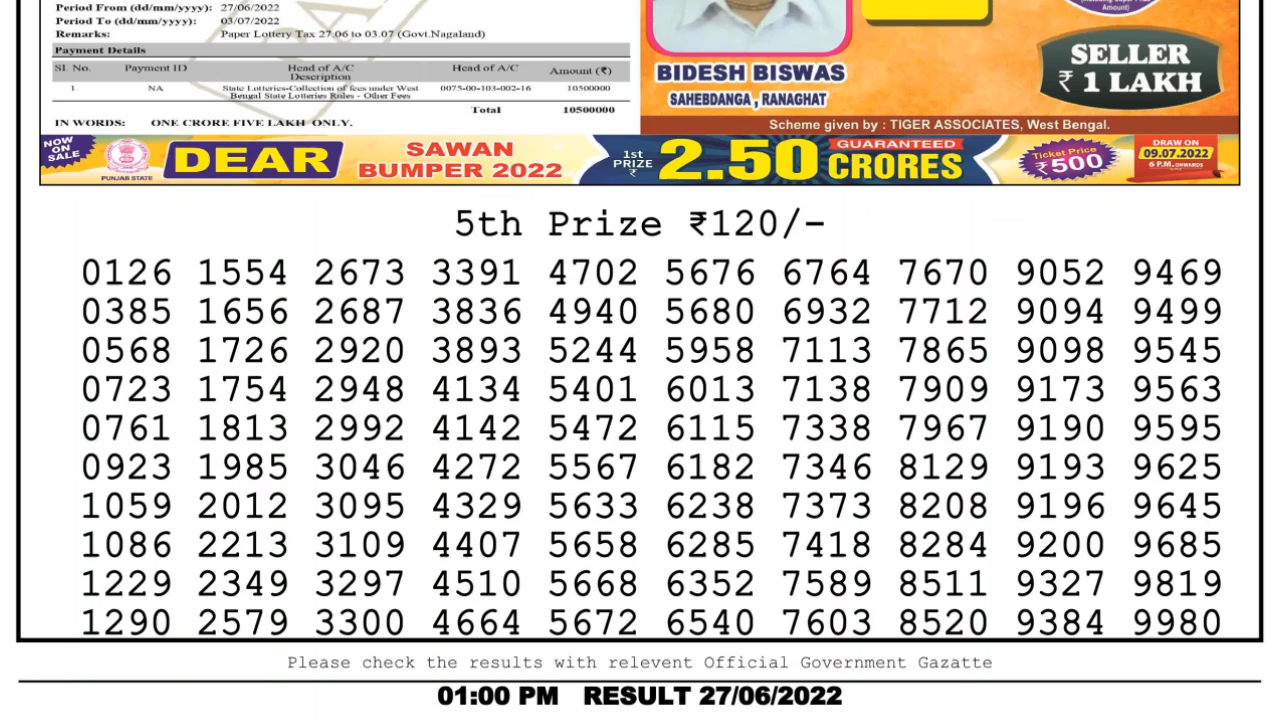 Period From (dd/mm/yyyy): 27/06/2022
Period To (dd/mm/yyyy): 03/07/2022
Remarks: Paper Lottery Tax 27.06 to 03.07 (Govt.Nagaland)
Payment Details
Sl. No. Payment ID Head of A/C Description Head of A/C Amount (₹)
1 NA State Lotteries-Collection of fees under West 0075-00-103-002-16 10500000
Bengal State Lotteries Rules - Other Fees
Total 10500000
IN WORDS: ONE CRORE FIVE LAKH ONLY.
Amount)
SELLER
₹ 1 LAKH
BIDESH BISWAS
SAHEBDANGA, RANAGHAT
Scheme given by : TIGER ASSOCIATES, West Bengal.
NOW ON SALE
PUNJAB STATE
DEAR
SAWAN
BUMPER 2022
1st PRIZE ₹
2.50
GUARANTEED
CRORES
Ticket Price
₹500
DRAW ON
09.07.2022
6 P.M. ONWARDS
5th Prize ₹120/-
0126 1554 2673 3391 4702 5676 6764 7670 9052 9469
0385 1656 2687 3836 4940 5680 6932 7712 9094 9499
0568 1726 2920 3893 5244 5958 7113 7865 9098 9545
0723 1754 2948 4134 5401 6013 7138 7909 9173 9563
0761 1813 2992 4142 5472 6115 7338 7967 9190 9595
0923 1985 3046 4272 5567 6182 7346 8129 9193 9625
1059 2012 3095 4329 5633 6238 7373 8208 9196 9645
1086 2213 3109 4407 5658 6285 7418 8284 9200 9685
1229 2349 3297 4510 5668 6352 7589 8511 9327 9819
1290 2579 3300 4664 5672 6540 7603 8520 9384 9980
Please check the results with relevent Official Government Gazatte
01:00 PM RESULT 27/06/2022